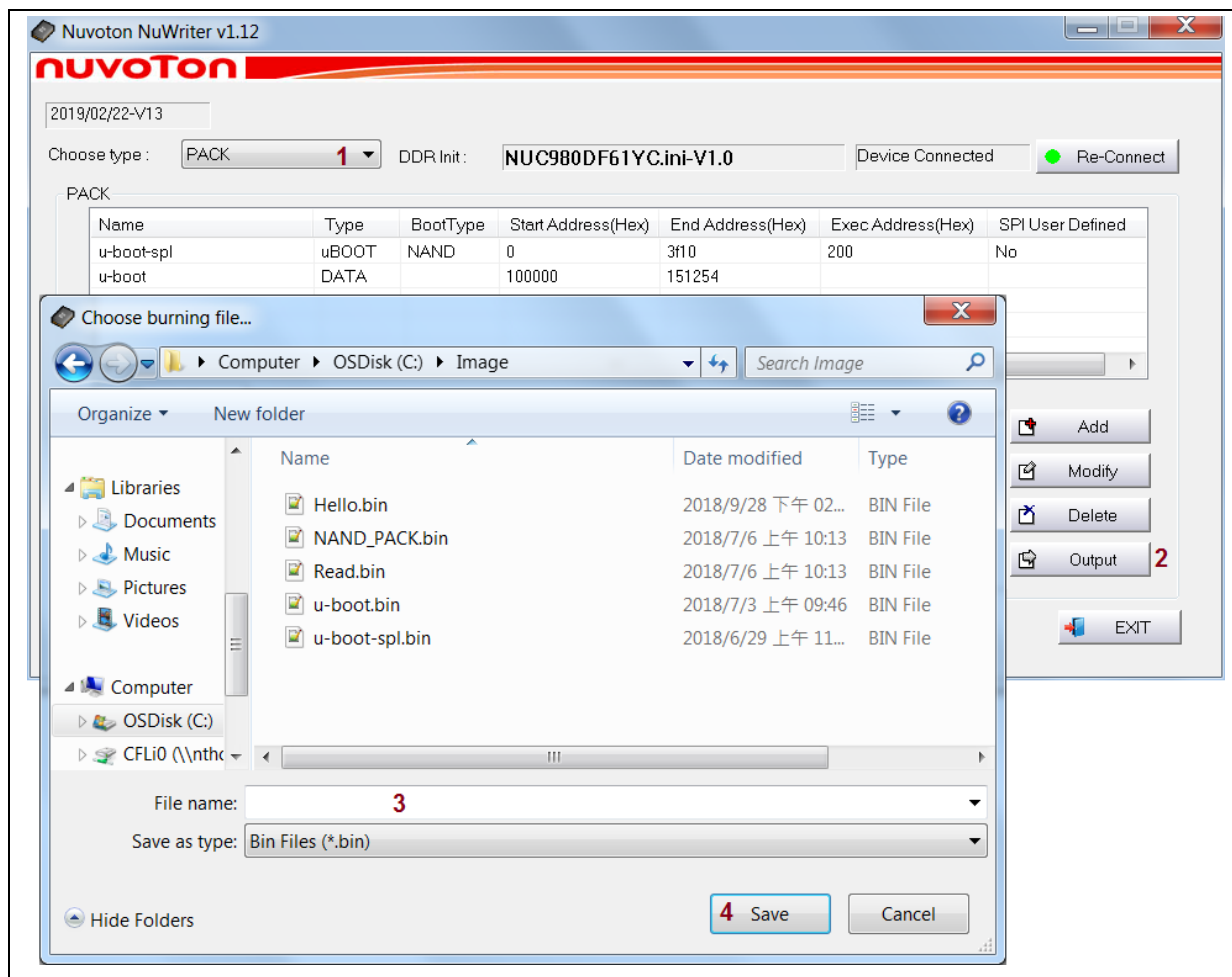 Nuvoton NuWriter v1.12
nuvoTon
2019/02/22-V13
Choose type : PACK 1 DDR Init : NUC980DF61YC.ini-V1.0 Device Connected Re-Connect
PACK
Name Type BootType Start Address(Hex) End Address(Hex) Exec Address(Hex) SPI User Defined
u-boot-spl uBOOT NAND 0 3f10 200 No
u-boot DATA 100000 151254
Choose burning file...
Computer OSDisk (C:) Image Search Image
Organize New folder
Add
Modify
Delete
Output 2
EXIT
Libraries
Documents
Music
Pictures
Videos
Computer
OSDisk (C:)
CFLi0 (\\nthc
Name Date modified Type
Hello.bin 2018/9/28 下午 02... BIN File
NAND_PACK.bin 2018/7/6 上午 10:13 BIN File
Read.bin 2018/7/6 上午 10:13 BIN File
u-boot.bin 2018/7/3 上午 09:46 BIN File
u-boot-spl.bin 2018/6/29 上午 11... BIN File
File name: 3
Save as type: Bin Files (*.bin)
Hide Folders
4 Save Cancel